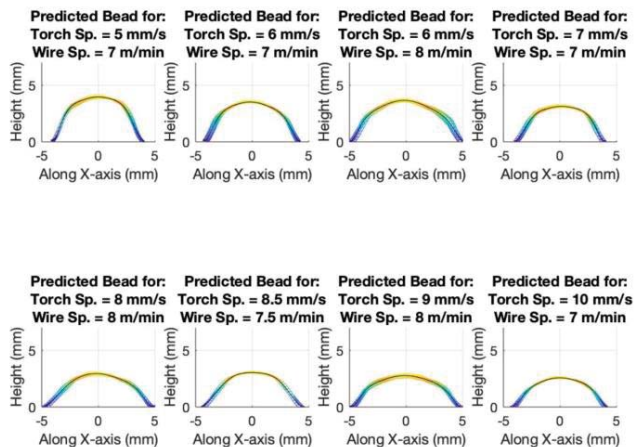 Predicted Bead for:
Torch Sp. = 5 mm/s
Wire Sp. = 7 m/min
Height (mm)
5
0
-5 0 5
Along X-axis (mm)
Predicted Bead for:
Torch Sp. = 6 mm/s
Wire Sp. = 7 m/min
Height (mm)
5
0
-5 0 5
Along X-axis (mm)
Predicted Bead for:
Torch Sp. = 6 mm/s
Wire Sp. = 8 m/min
Height (mm)
5
0
-5 0 5
Along X-axis (mm)
Predicted Bead for:
Torch Sp. = 7 mm/s
Wire Sp. = 7 m/min
Height (mm)
5
0
-5 0 5
Along X-axis (mm)
Predicted Bead for:
Torch Sp. = 8 mm/s
Wire Sp. = 8 m/min
Height (mm)
5
0
-5 0 5
Along X-axis (mm)
Predicted Bead for:
Torch Sp. = 8.5 mm/s
Wire Sp. = 7.5 m/min
Height (mm)
5
0
-5 0 5
Along X-axis (mm)
Predicted Bead for:
Torch Sp. = 9 mm/s
Wire Sp. = 8 m/min
Height (mm)
5
0
-5 0 5
Along X-axis (mm)
Predicted Bead for:
Torch Sp. = 10 mm/s
Wire Sp. = 7 m/min
Height (mm)
5
0
-5 0 5
Along X-axis (mm)